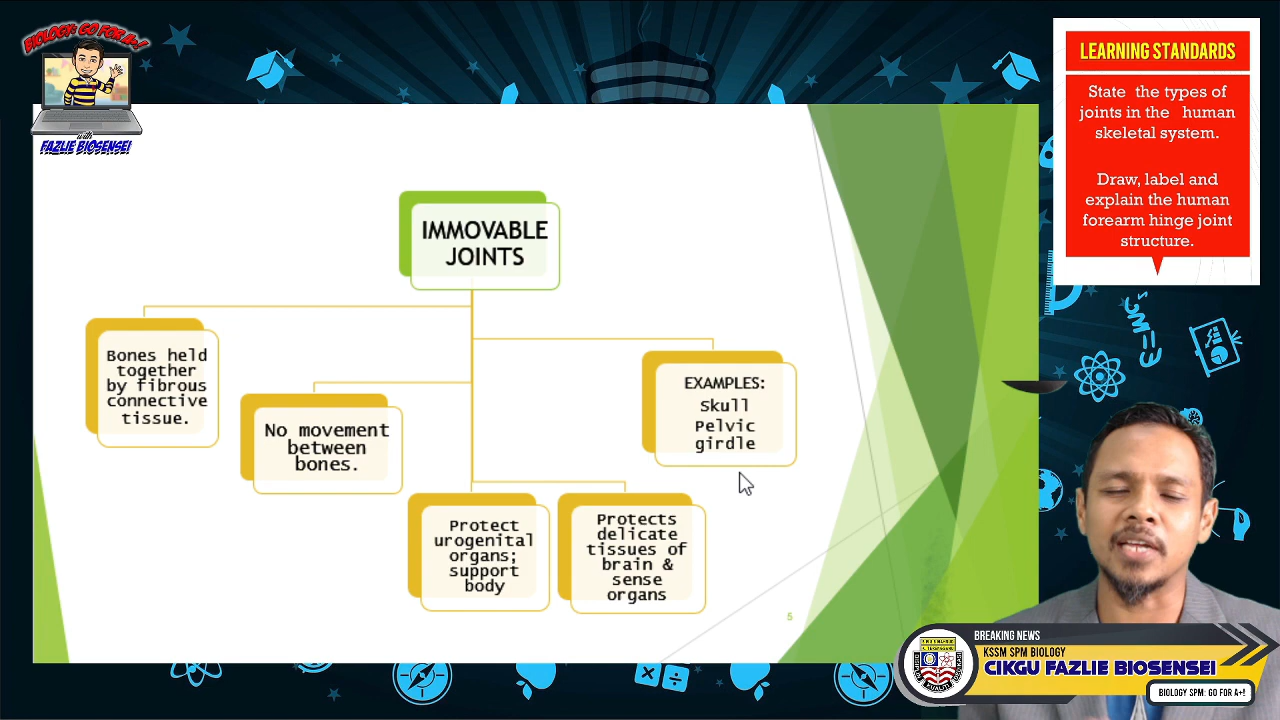 BIOLOGY: GO FOR A+!
with
FAZLIE BIOSENSEI
IMMOVABLE
JOINTS
Bones held
together
by fibrous
connective
tissue.
No movement
between
bones.
Protect
urogenital
organs;
support
body
Protects
delicate
tissues of
brain &
sense
organs
EXAMPLES:
Skull
Pelvic
girdle
5
LEARNING STANDARDS
State the types of
joints in the human
skeletal system.
Draw, label and
explain the human
forearm hinge joint
structure.
BREAKING NEWS
KSSM SPM BIOLOGY
CIKGU FAZLIE BIOSENSEI
BIOLOGY SPM: GO FOR A+!